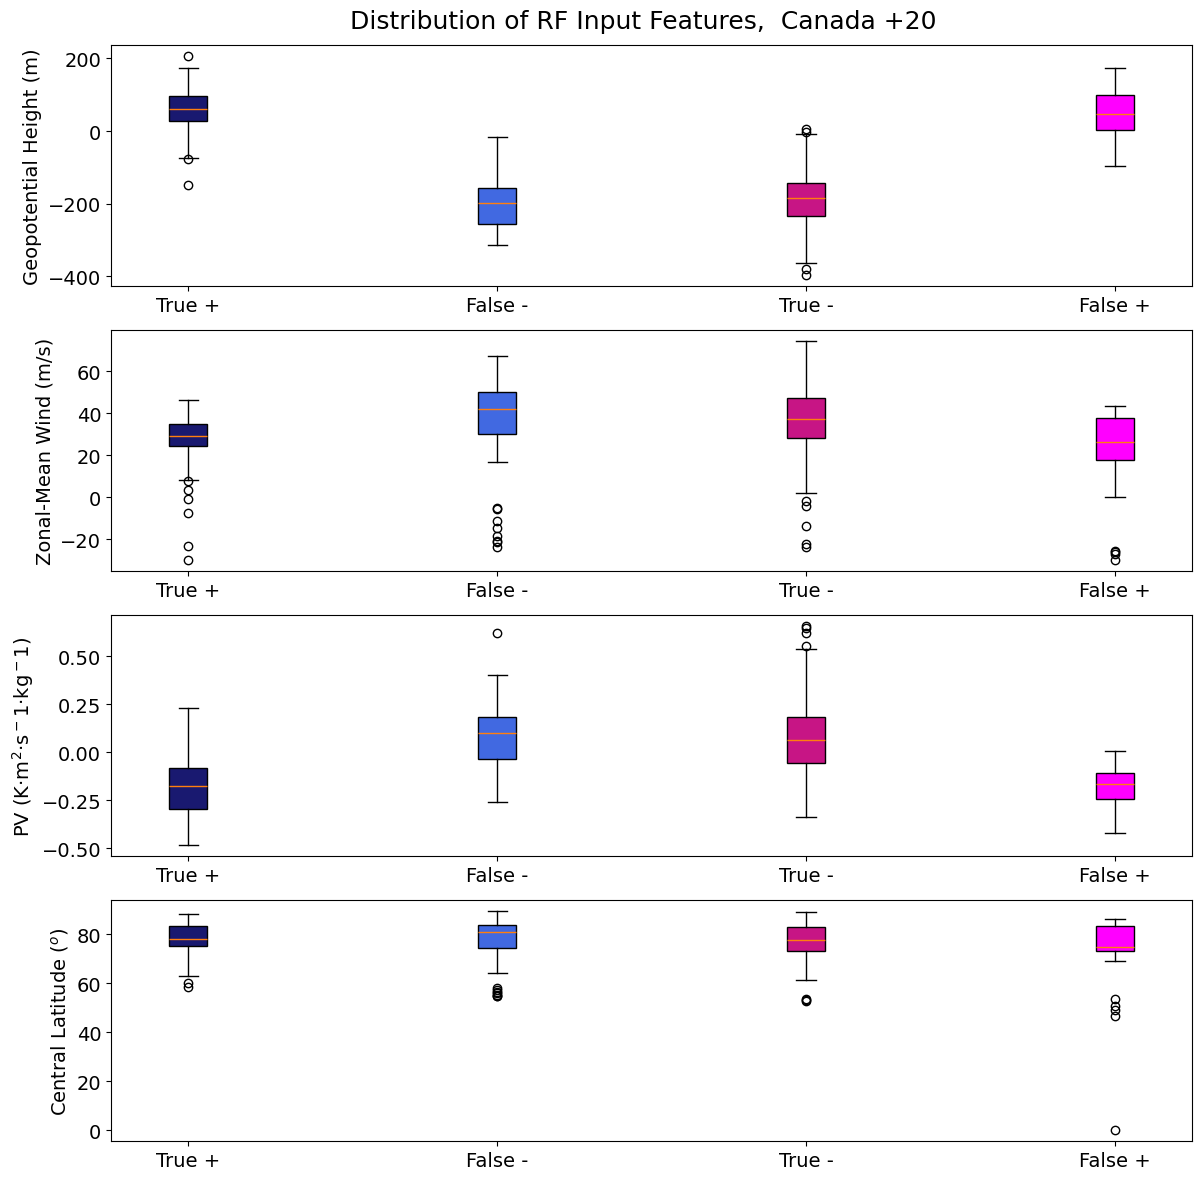 Distribution of RF Input Features,  Canada +20
Geopotential Height (m)
200
0
−200
−400
True +
False -
True -
False +
Zonal-Mean Wind (m/s)
60
40
20
0
−20
True +
False -
True -
False +
PV (K·m²·s⁻1·kg⁻1)
0.50
0.25
0.00
−0.25
−0.50
True +
False -
True -
False +
Central Latitude (°)
80
60
40
20
0
True +
False -
True -
False +